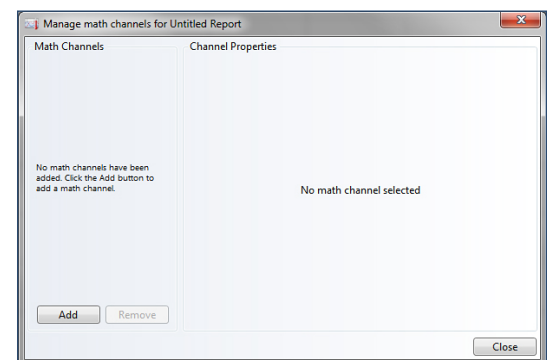 Manage math channels for Untitled Report
Math Channels
Channel Properties
No math channels have been
added. Click the Add button to
add a math channel.
No math channel selected
Add
Remove
Close